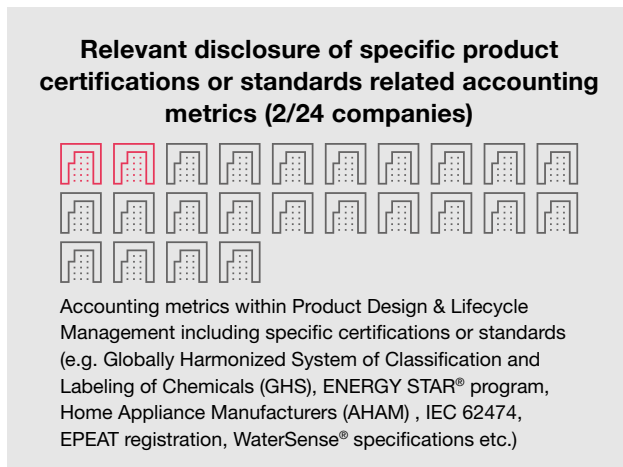 Relevant disclosure of specific product
certifications or standards related accounting
metrics (2/24 companies)
Accounting metrics within Product Design & Lifecycle
Management including specific certifications or standards
(e.g. Globally Harmonized System of Classification and
Labeling of Chemicals (GHS), ENERGY STAR® program,
Home Appliance Manufacturers (AHAM) , IEC 62474,
EPEAT registration, WaterSense® specifications etc.)